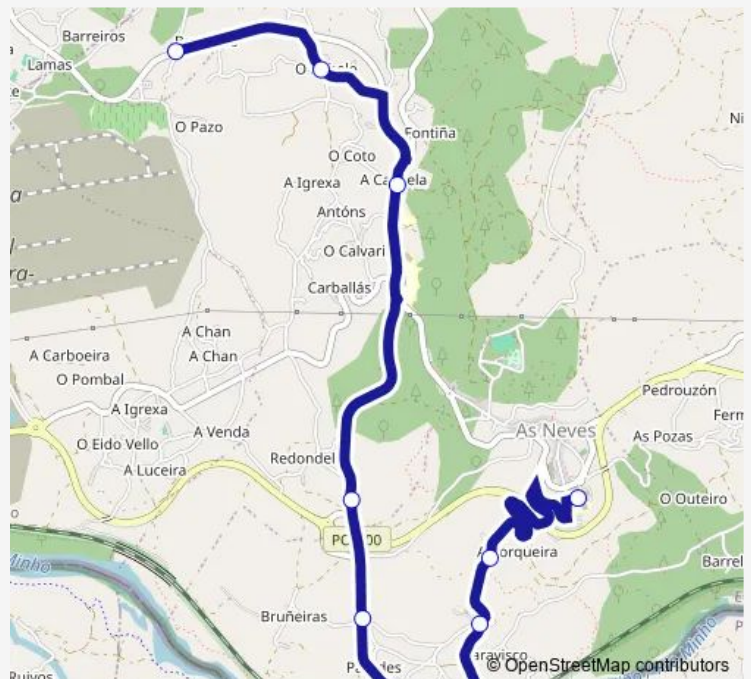 Barreiros
Lamas
O Pazo
Fontiña
O Coto
A Igrexa
Antóns
O Calvari
Carballás
A Chan
A Carboeira
A Chan
O Pombal
Pedrouzón
A Igrexa
As Neves
A Venda
As Pozas
O Eido Vello
Redondel
A Luceira
O Outeiro
Bruñeiras
© OpenStreetMap contributors